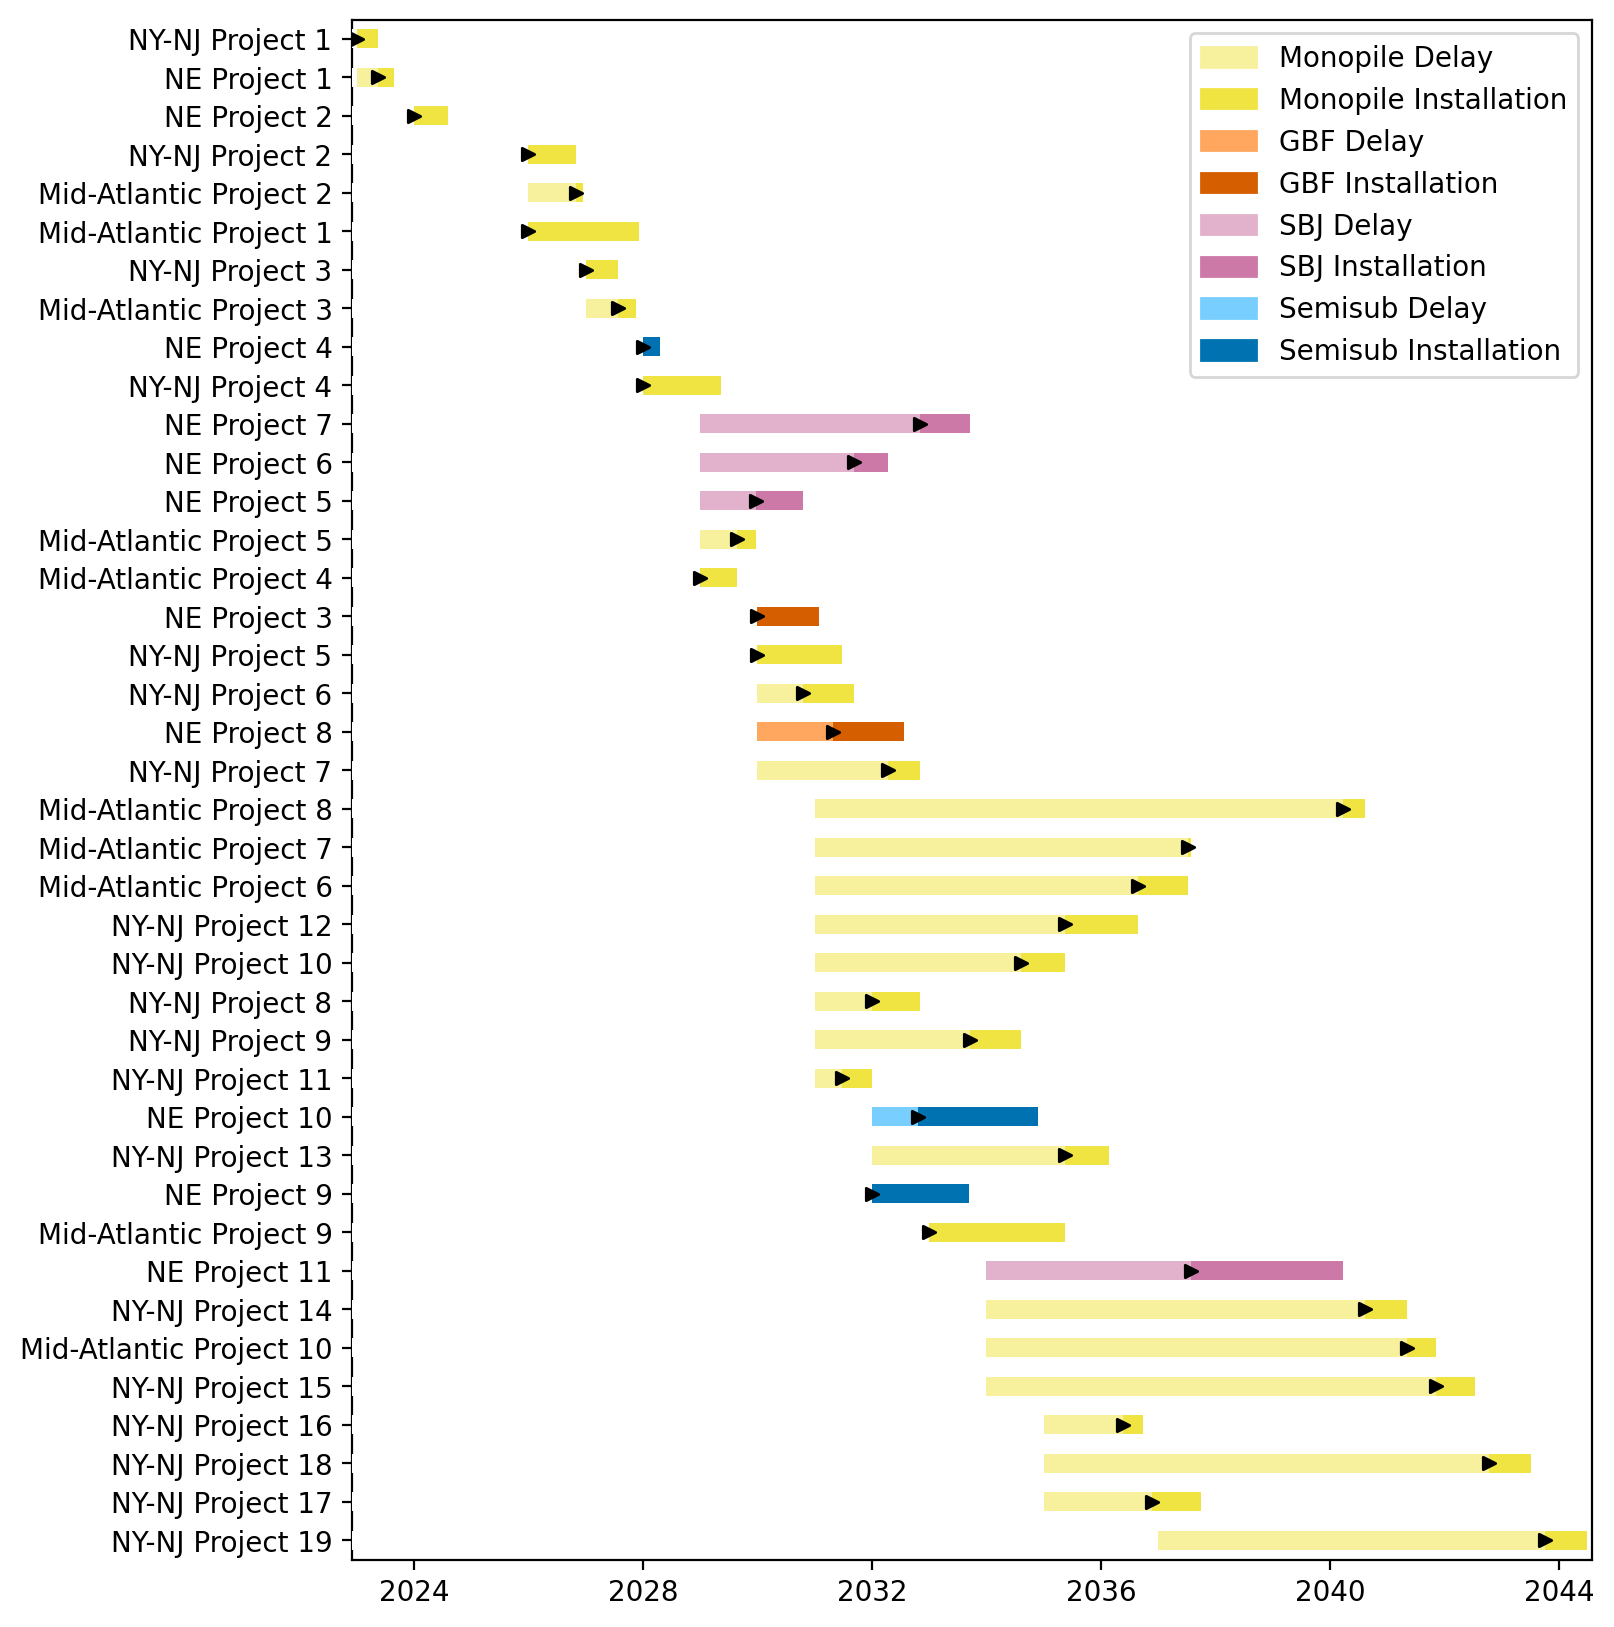 NY-NJ Project 1
NE Project 1
NE Project 2
NY-NJ Project 2
Mid-Atlantic Project 2
Mid-Atlantic Project 1
NY-NJ Project 3
Mid-Atlantic Project 3
NE Project 4
NY-NJ Project 4
NE Project 7
NE Project 6
NE Project 5
Mid-Atlantic Project 5
Mid-Atlantic Project 4
NE Project 3
NY-NJ Project 5
NY-NJ Project 6
NE Project 8
NY-NJ Project 7
Mid-Atlantic Project 8
Mid-Atlantic Project 7
Mid-Atlantic Project 6
NY-NJ Project 12
NY-NJ Project 10
NY-NJ Project 8
NY-NJ Project 9
NY-NJ Project 11
NE Project 10
NY-NJ Project 13
NE Project 9
Mid-Atlantic Project 9
NE Project 11
NY-NJ Project 14
Mid-Atlantic Project 10
NY-NJ Project 15
NY-NJ Project 16
NY-NJ Project 18
NY-NJ Project 17
NY-NJ Project 19
Monopile Delay
Monopile Installation
GBF Delay
GBF Installation
SBJ Delay
SBJ Installation
Semisub Delay
Semisub Installation
2024 2028 2032 2036 2040 2044